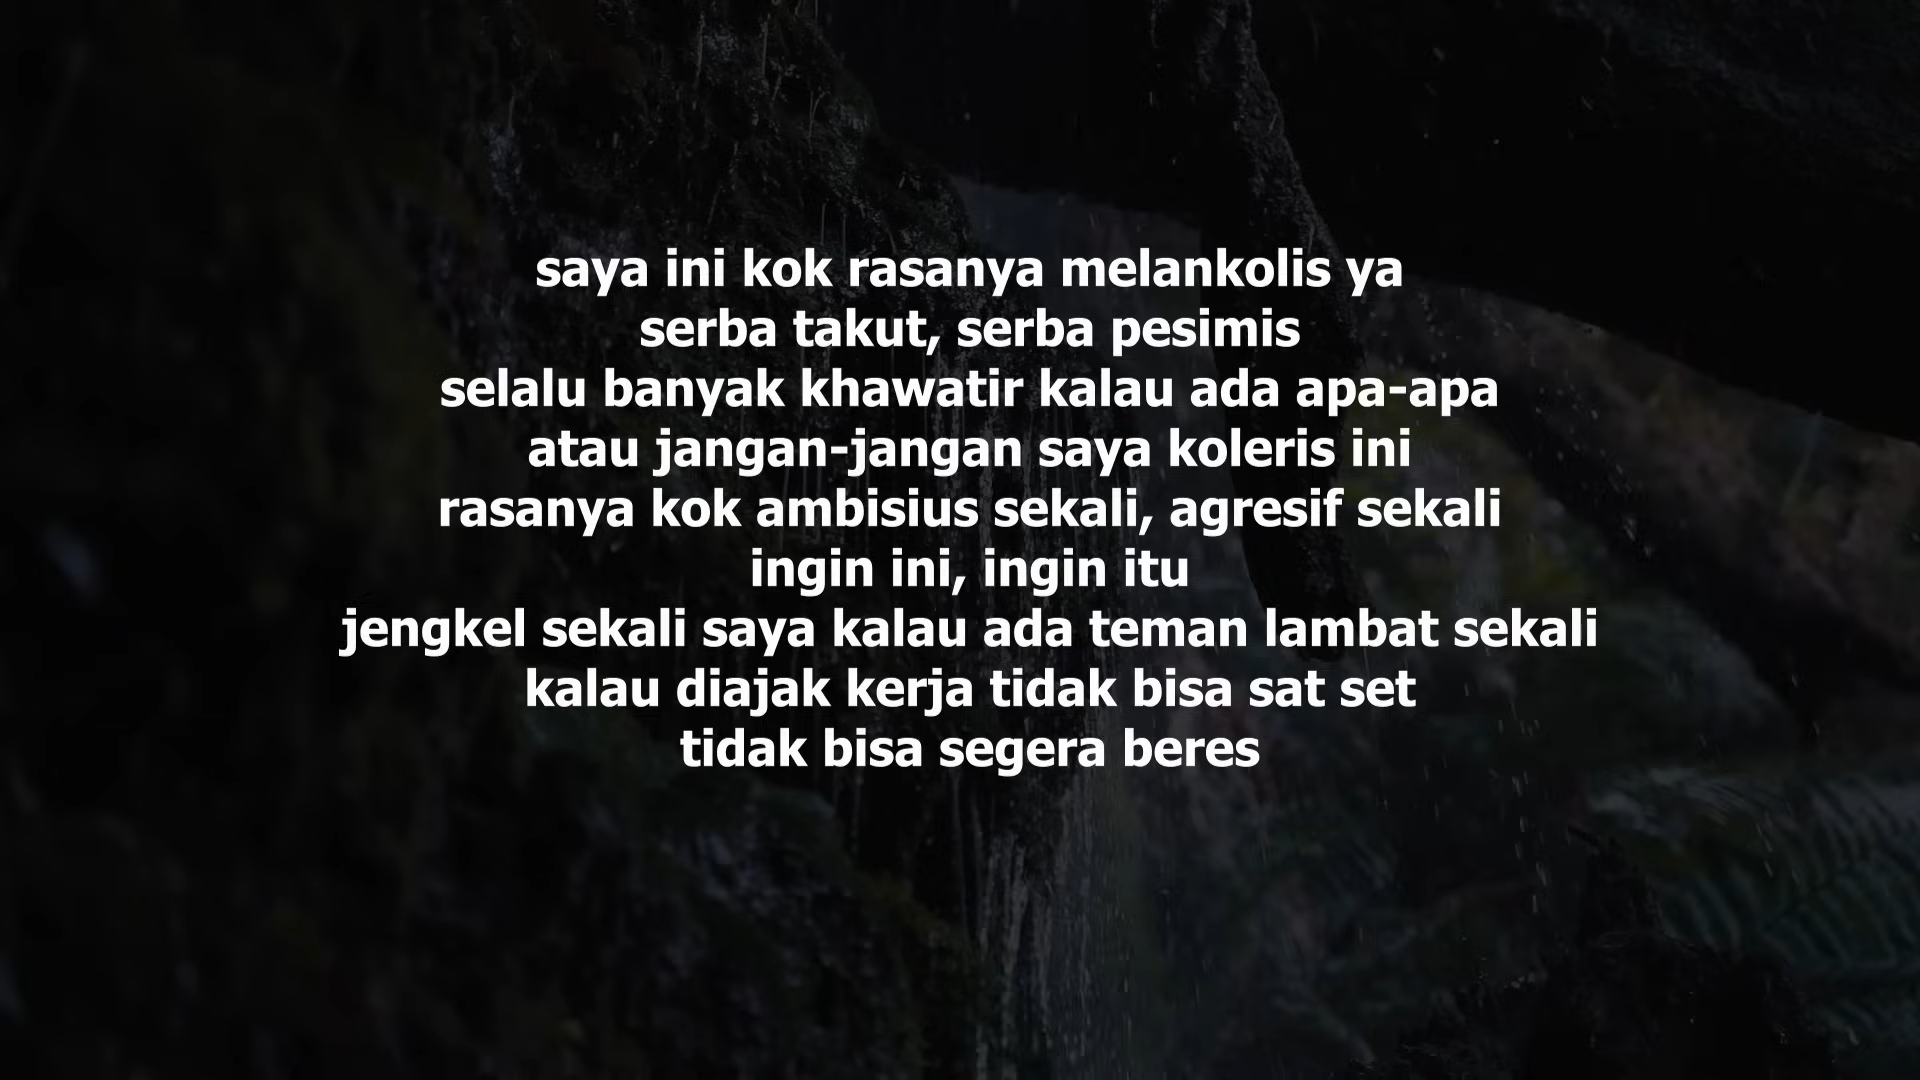 saya ini kok rasanya melankolis ya
serba takut, serba pesimis
selalu banyak khawatir kalau ada apa-apa
atau jangan-jangan saya koleris ini
rasanya kok ambisius sekali, agresif sekali
ingin ini, ingin itu
jengkel sekali saya kalau ada teman lambat sekali
kalau diajak kerja tidak bisa sat set
tidak bisa segera beres